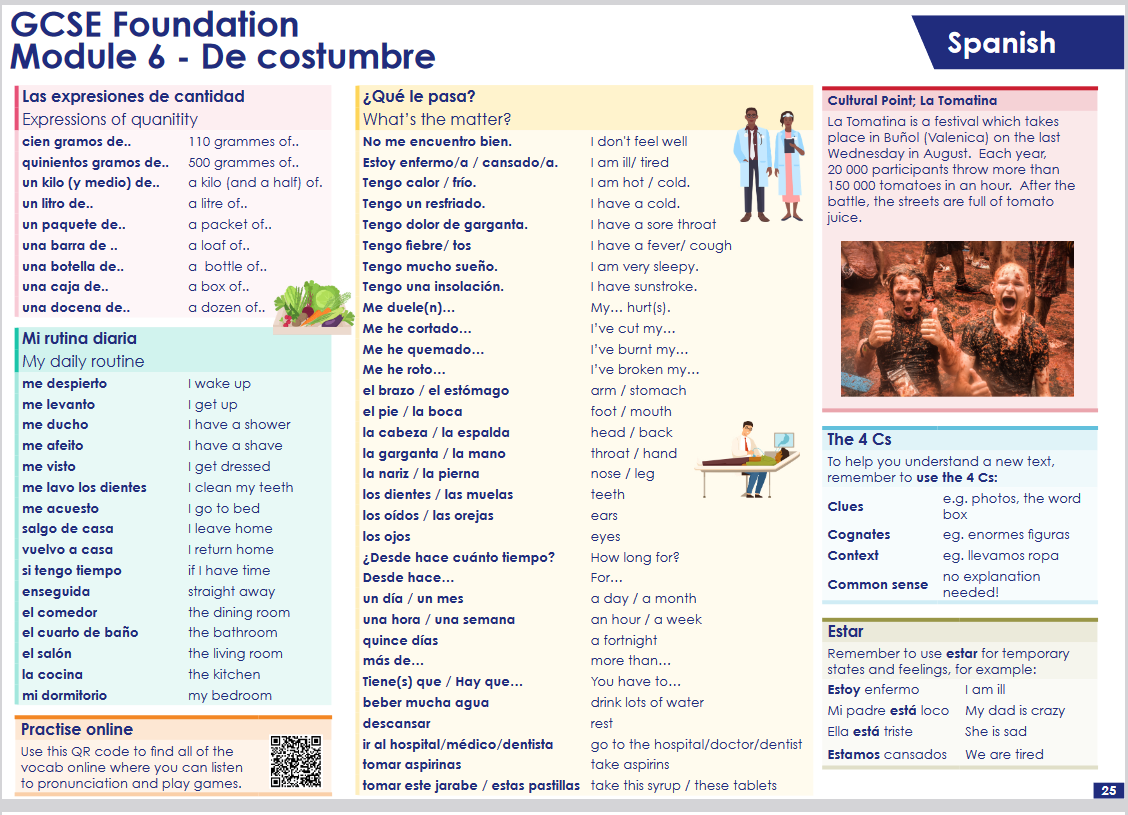 GCSE Foundation
Module 6 - De costumbre
Spanish
Las expresiones de cantidad
Expressions of quanitity
cien gramos de.. 110 grammes of..
quinientos gramos de.. 500 grammes of..
un kilo (y medio) de.. a kilo (and a half) of.
un litro de.. a litre of..
un paquete de.. a packet of..
una barra de .. a loaf of..
una botella de.. a bottle of..
una caja de.. a box of..
una docena de.. a dozen of..
Mi rutina diaria
My daily routine
me despierto I wake up
me levanto I get up
me ducho I have a shower
me afeito I have a shave
me visto I get dressed
me lavo los dientes I clean my teeth
me acuesto I go to bed
salgo de casa I leave home
vuelvo a casa I return home
si tengo tiempo if I have time
enseguida straight away
el comedor the dining room
el cuarto de baño the bathroom
el salón the living room
la cocina the kitchen
mi dormitorio my bedroom
Practise online
Use this QR code to find all of the
vocab online where you can listen
to pronunciation and play games.
¿Qué le pasa?
What's the matter?
No me encuentro bien. I don't feel well
Estoy enfermo/a / cansado/a. I am ill/ tired
Tengo calor / frío. I am hot / cold.
Tengo un resfriado. I have a cold.
Tengo dolor de garganta. I have a sore throat
Tengo fiebre/ tos I have a fever/ cough
Tengo mucho sueño. I am very sleepy.
Tengo una insolación. I have sunstroke.
Me duele(n)... My... hurt(s).
Me he cortado... I've cut my...
Me he quemado... I've burnt my...
Me he roto... I've broken my...
el brazo / el estómago arm / stomach
el pie / la boca foot / mouth
la cabeza / la espalda head / back
la garganta / la mano throat / hand
la nariz / la pierna nose / leg
los dientes / las muelas teeth
los oídos / las orejas ears
los ojos eyes
¿Desde hace cuánto tiempo? How long for?
Desde hace... For...
un día / un mes a day / a month
una hora / una semana an hour / a week
quince días a fortnight
más de... more than...
Tiene(s) que / Hay que... You have to...
beber mucha agua drink lots of water
descansar rest
ir al hospital/médico/dentista go to the hospital/doctor/dentist
tomar aspirinas take aspirins
tomar este jarabe / estas pastillas take this syrup / these tablets
Cultural Point; La Tomatina
La Tomatina is a festival which takes
place in Buñol (Valenica) on the last
Wednesday in August. Each year,
20 000 participants throw more than
150 000 tomatoes in an hour. After the
battle, the streets are full of tomato
juice.
The 4 Cs
To help you understand a new text,
remember to use the 4 Cs:
Clues e.g. photos, the word
box
Cognates eg. enormes figuras
Context eg. llevamos ropa
Common sense no explanation
needed!
Estar
Remember to use estar for temporary
states and feelings, for example:
Estoy enfermo I am ill
Mi padre está loco My dad is crazy
Ella está triste She is sad
Estamos cansados We are tired
25